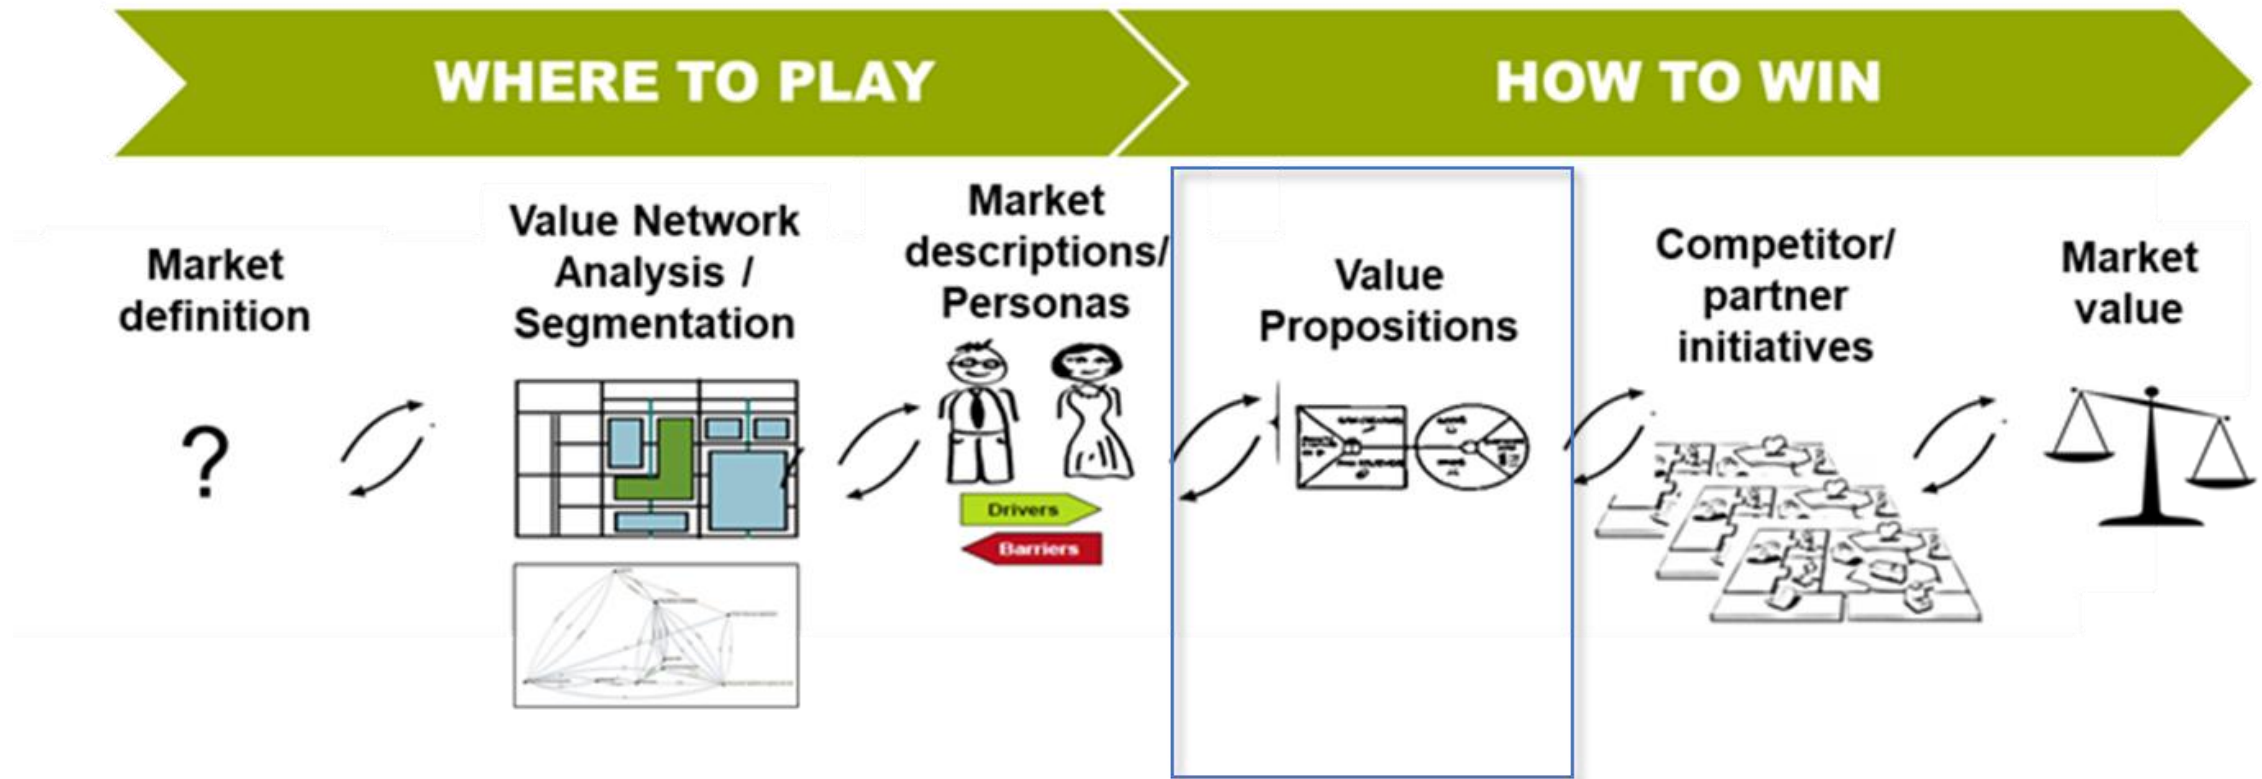 WHERE TO PLAY
HOW TO WIN
Market
definition
?
Value Network
Analysis /
Segmentation
Market
descriptions/
Personas
Drivers
Barriers
Value
Propositions
Competitor/
partner
initiatives
Market
value